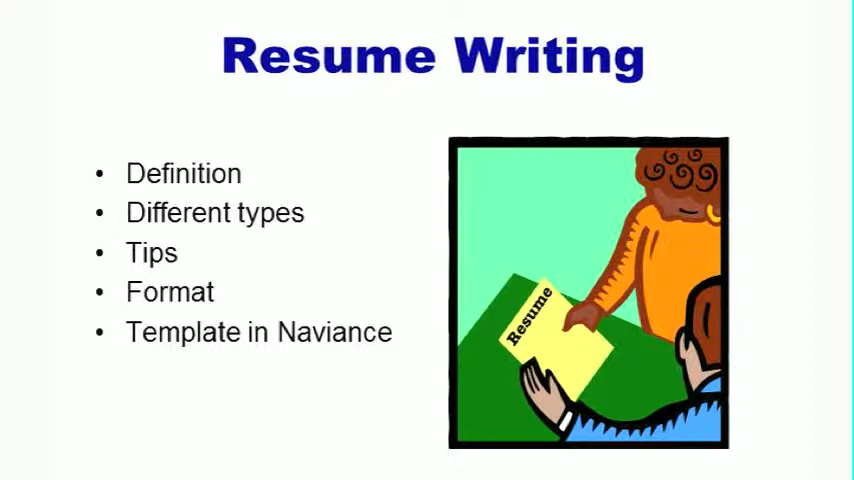 Resume Writing
• Definition
• Different types
• Tips
• Format
• Template in Naviance
Resume